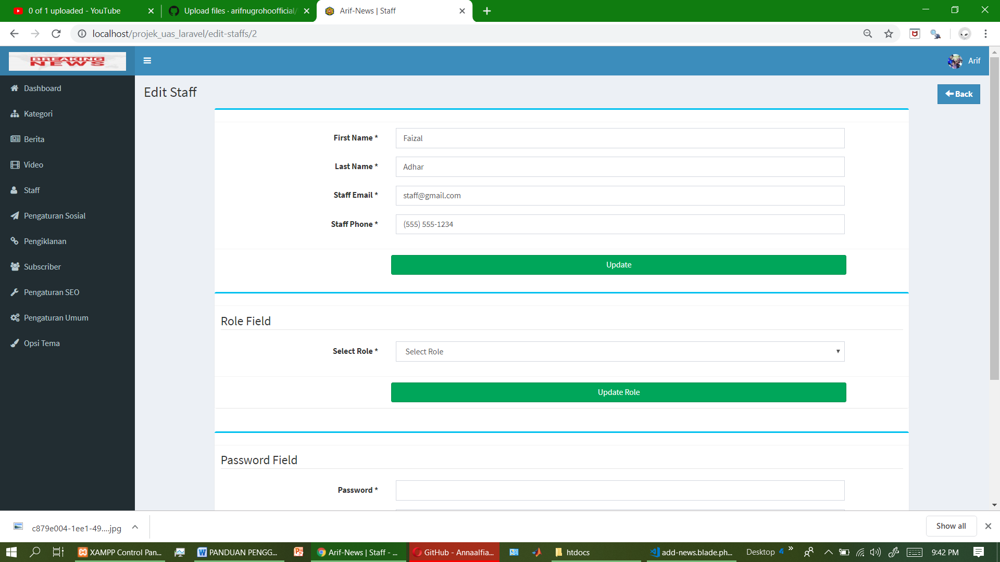 0 of 1 uploaded - YouTube
Upload files · arifnugrohoofficial/
Arif-News | Staff
localhost/projek_uas_laravel/edit-staffs/2
BREAKING
NEWS
Arif
Dashboard
Kategori
Berita
Video
Staff
Pengaturan Sosial
Pengiklanan
Subscriber
Pengaturan SEO
Pengaturan Umum
Opsi Tema
Edit Staff
Back
First Name *
Faizal
Last Name *
Adhar
Staff Email *
staff@gmail.com
Staff Phone *
(555) 555-1234
Update
Role Field
Select Role *
Select Role
Update Role
Password Field
Password *
c879e004-1ee1-49....jpg
Show all
XAMPP Control Pan...
PANDUAN PENGG...
Arif-News | Staff - ...
GitHub - Annaalfia...
htdocs
add-news.blade.ph...
Desktop
9:42 PM